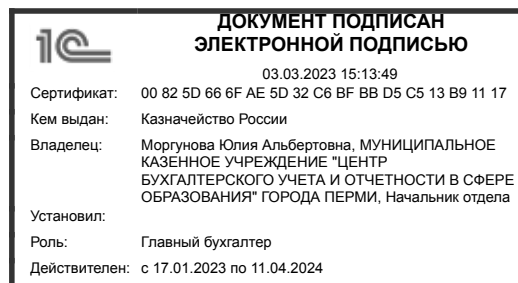 1С
ДОКУМЕНТ ПОДПИСАН
ЭЛЕКТРОННОЙ ПОДПИСЬЮ
03.03.2023 15:13:49
Сертификат: 00 82 5D 66 6F AE 5D 32 C6 BF BB D5 C5 13 B9 11 17
Кем выдан: Казначейство России
Владелец: Моргунова Юлия Альбертовна, МУНИЦИПАЛЬНОЕ
КАЗЕННОЕ УЧРЕЖДЕНИЕ "ЦЕНТР
БУХГАЛТЕРСКОГО УЧЕТА И ОТЧЕТНОСТИ В СФЕРЕ
ОБРАЗОВАНИЯ" ГОРОДА ПЕРМИ, Начальник отдела
Установил:
Роль: Главный бухгалтер
Действителен: с 17.01.2023 по 11.04.2024